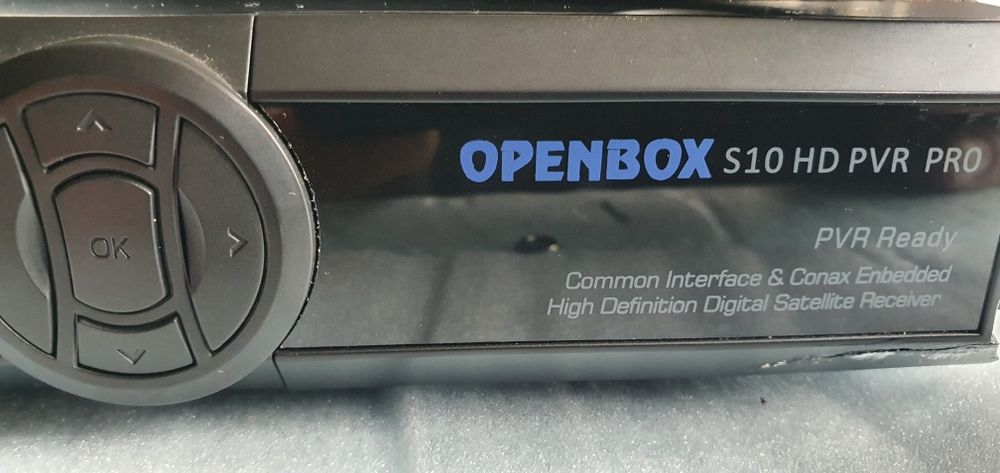 OPENBOX S10 HD PVR PRO
PVR Ready
OK
Common Interface & Conax Enbedded
High Definition Digital Satellite Receiver